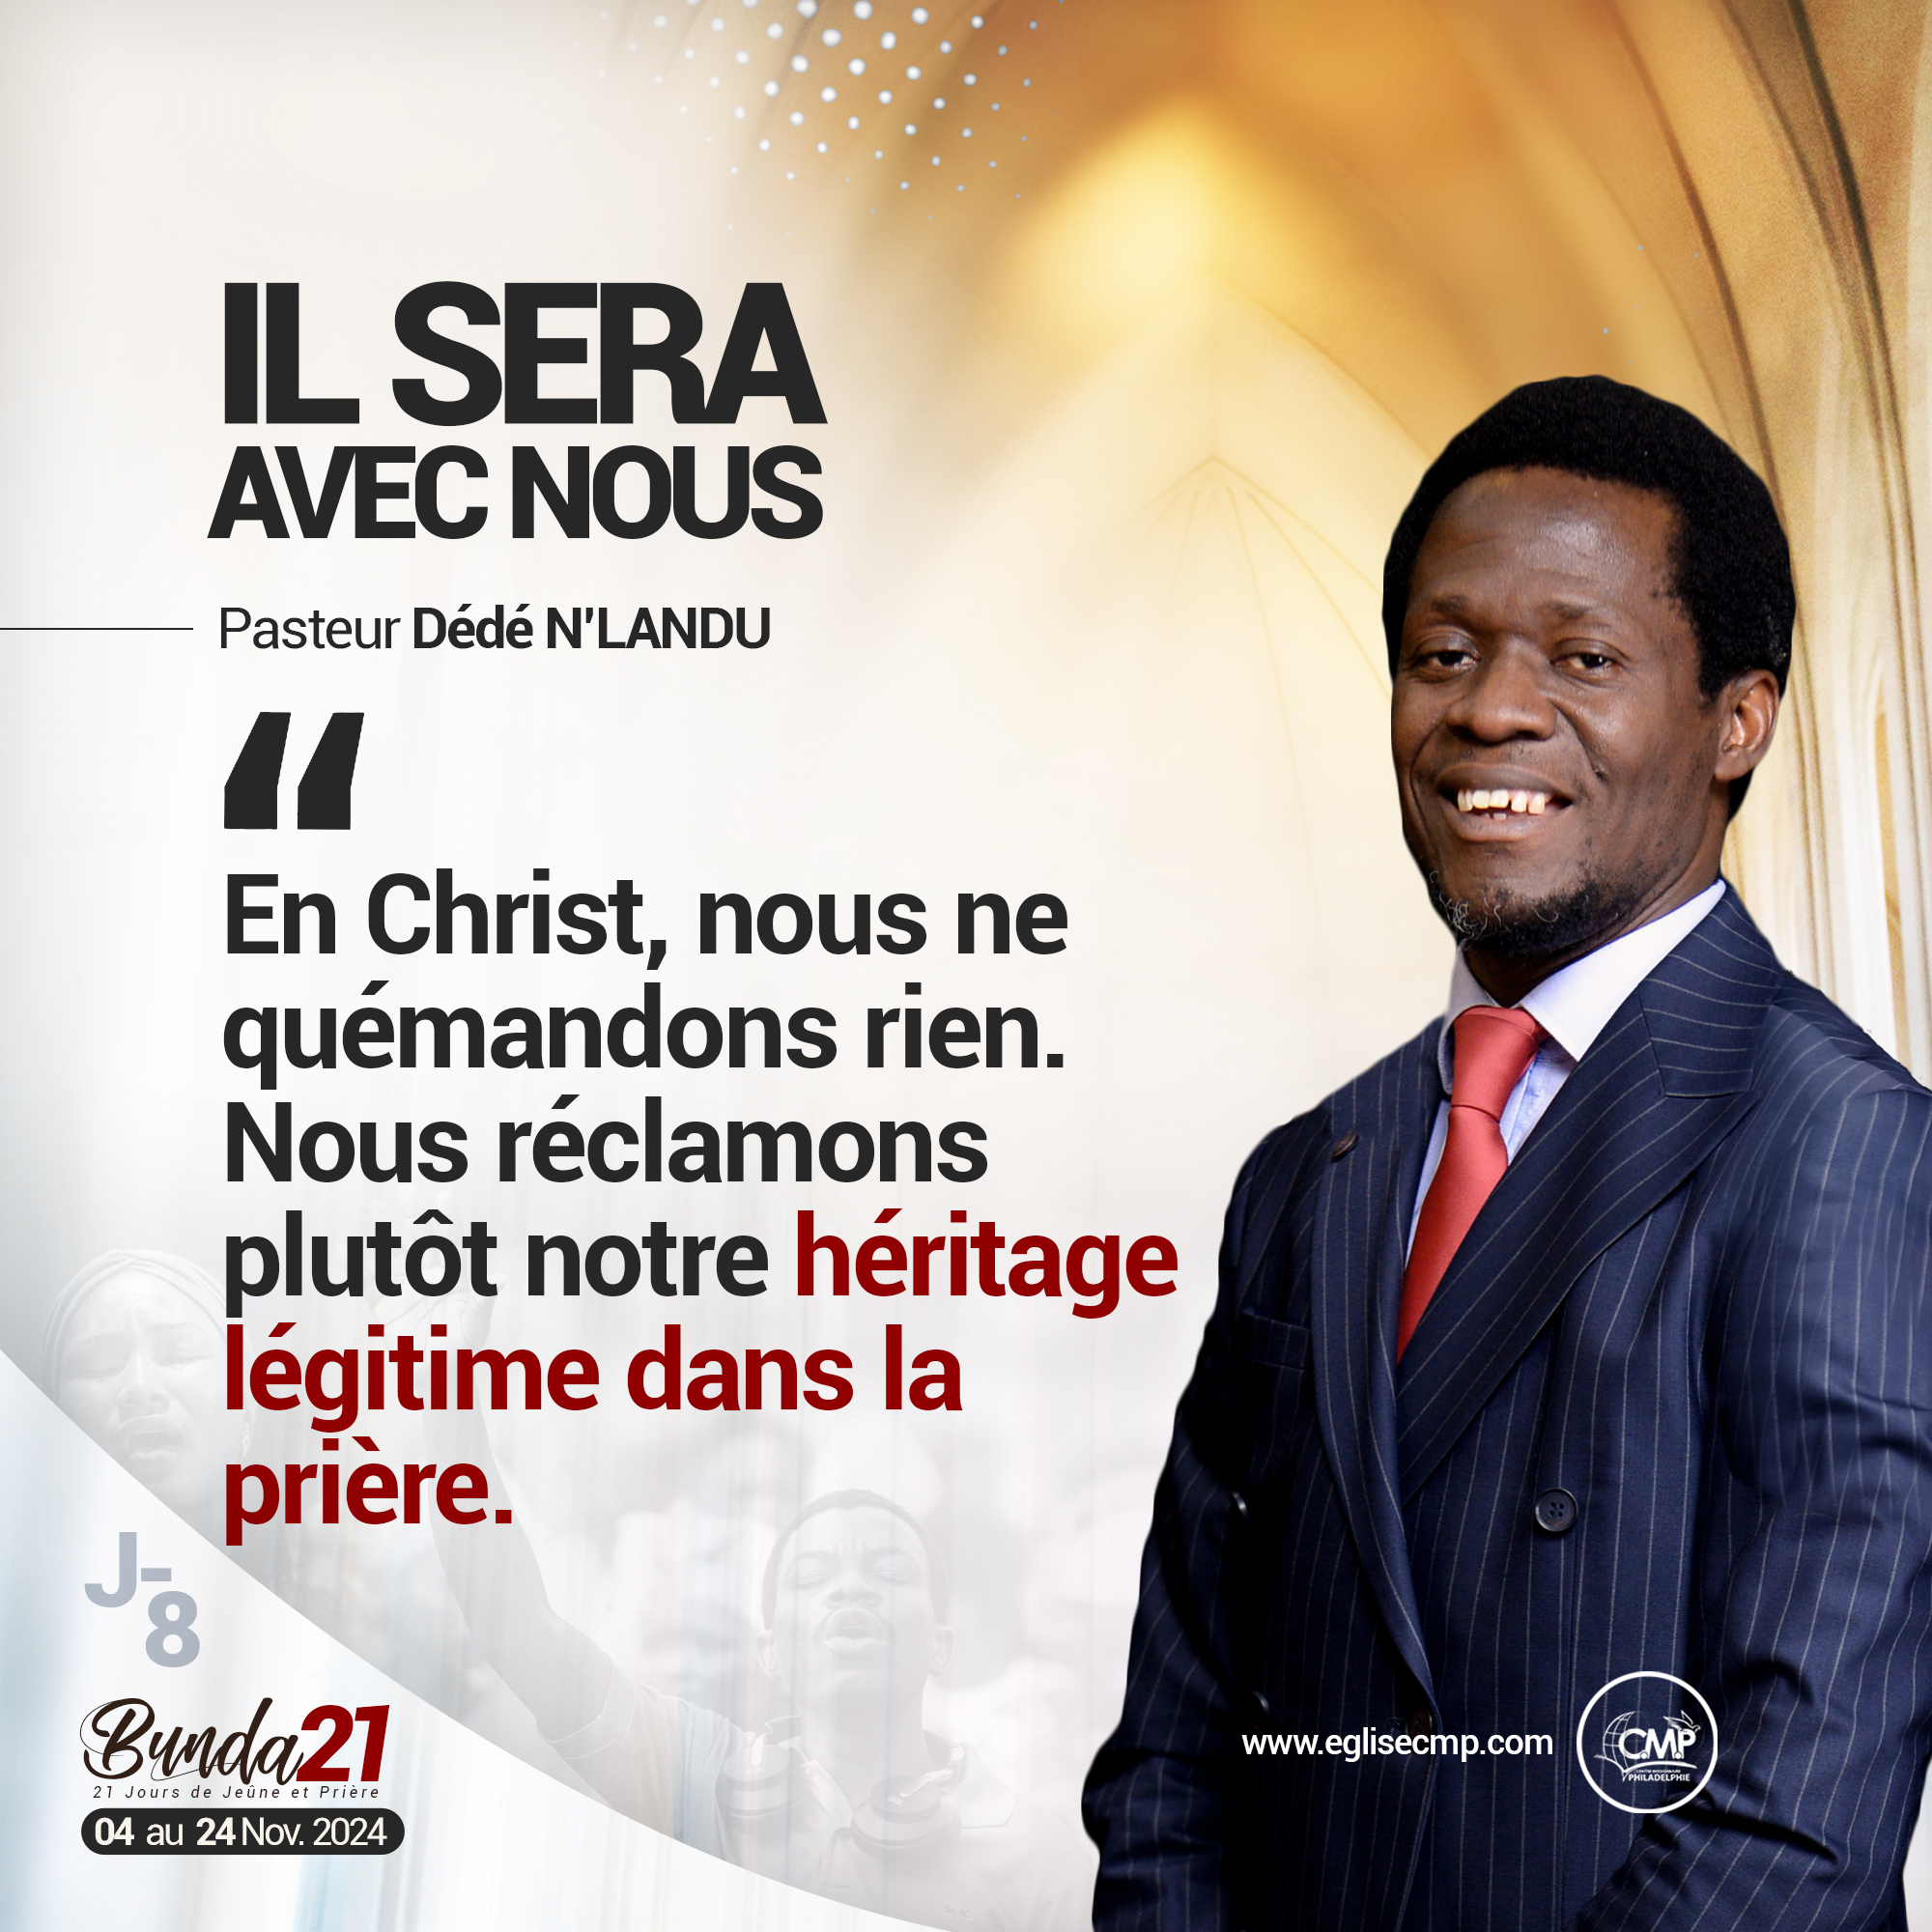 IL SERA
AVEC NOUS
Pasteur Dédé N'LANDU
“
En Christ, nous ne
quémandons rien.
Nous réclamons
plutôt notre héritage
légitime dans la
prière.
J-
8
Bunda21
21 Jours de Jeûne et Prière
04 au 24 Nov. 2024
www.eglisecmp.com
C.M.P
CENTRE MISSIONNAIRE
PHILADELPHIE